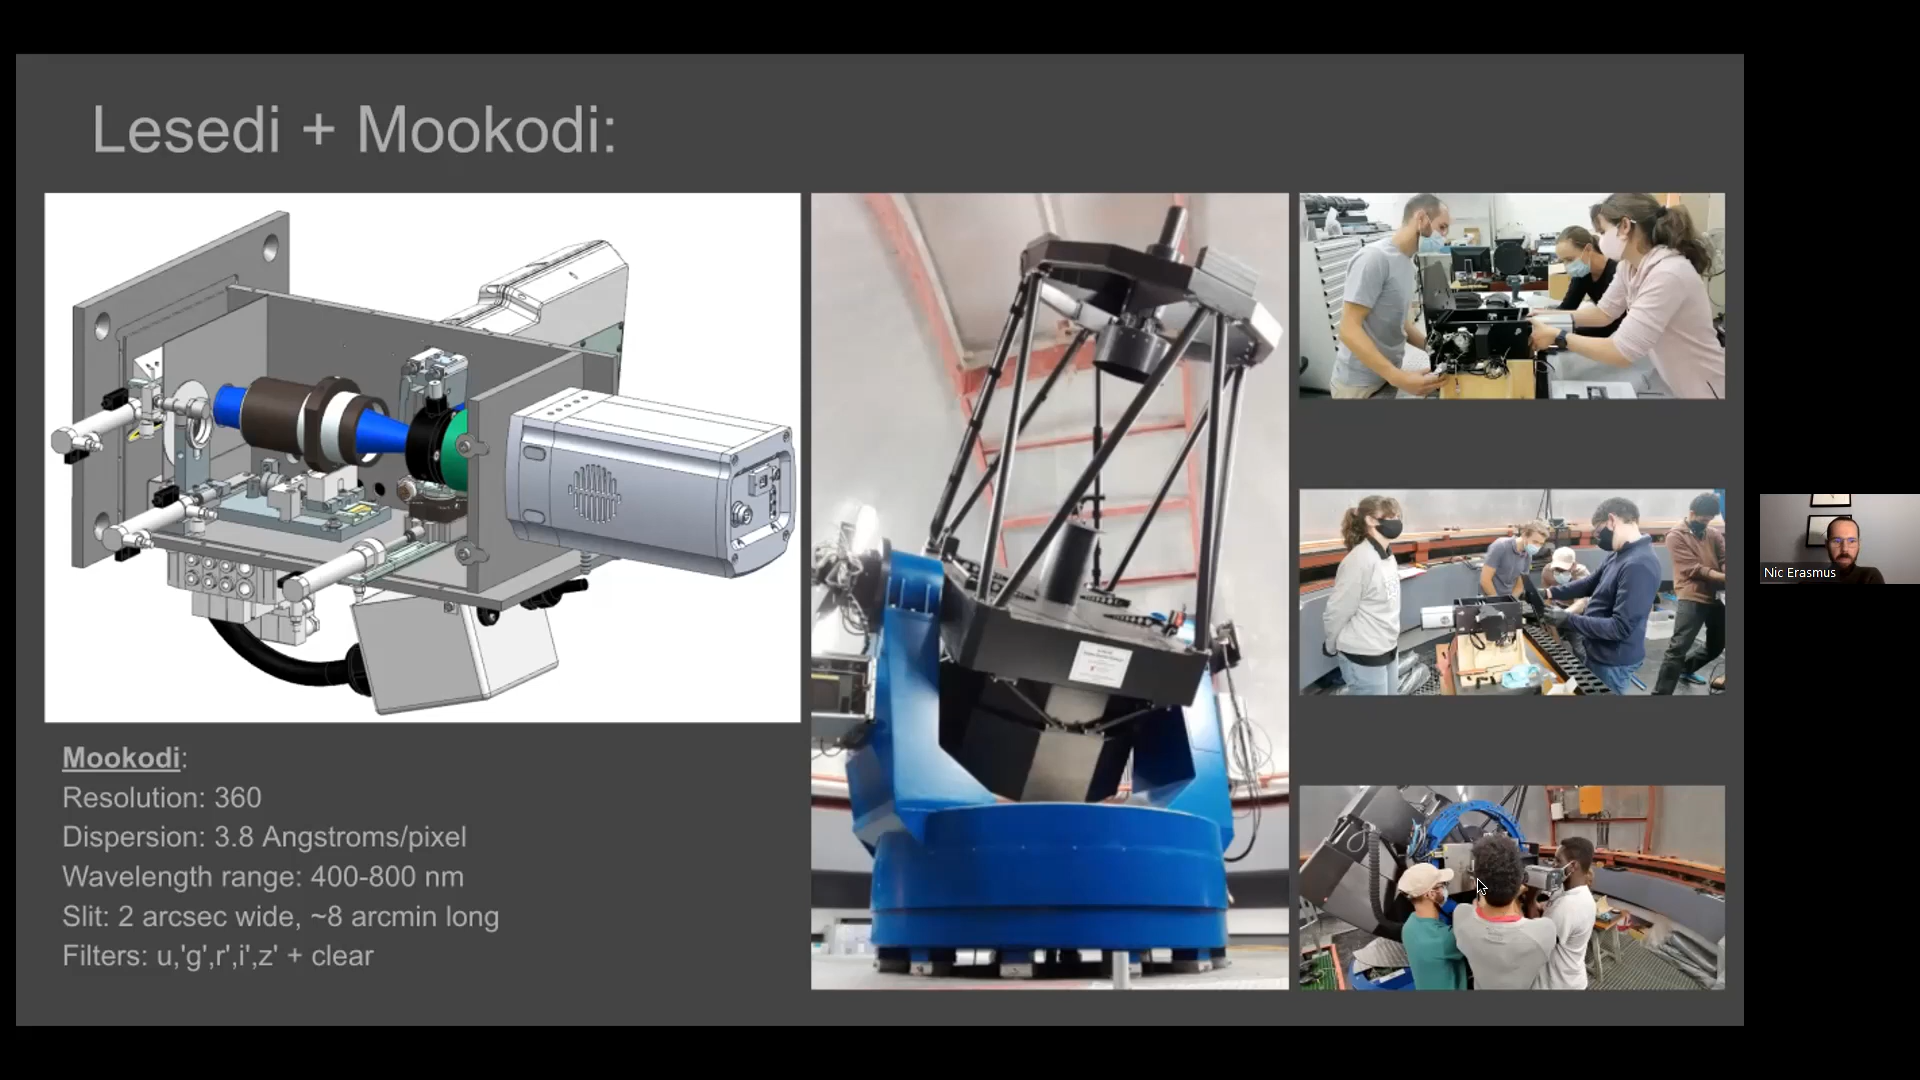 Lesedi + Mookodi:
Mookodi:
Resolution: 360
Dispersion: 3.8 Angstroms/pixel
Wavelength range: 400-800 nm
Slit: 2 arcsec wide, ~8 arcmin long
Filters: u,'g',r',i',z' + clear
Nic Erasmus